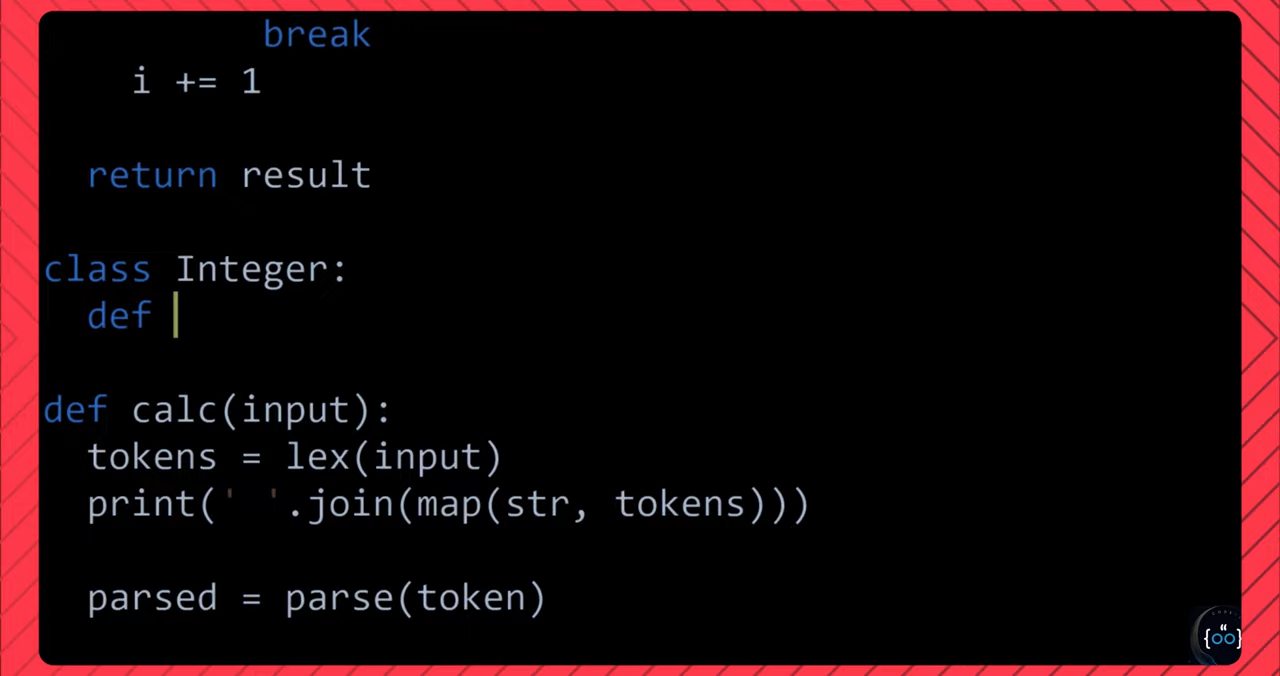 break
i += 1
return result
class Integer:
def
def calc(input):
tokens = lex(input)
print(' '.join(map(str, tokens)))
parsed = parse(token)
{oo}